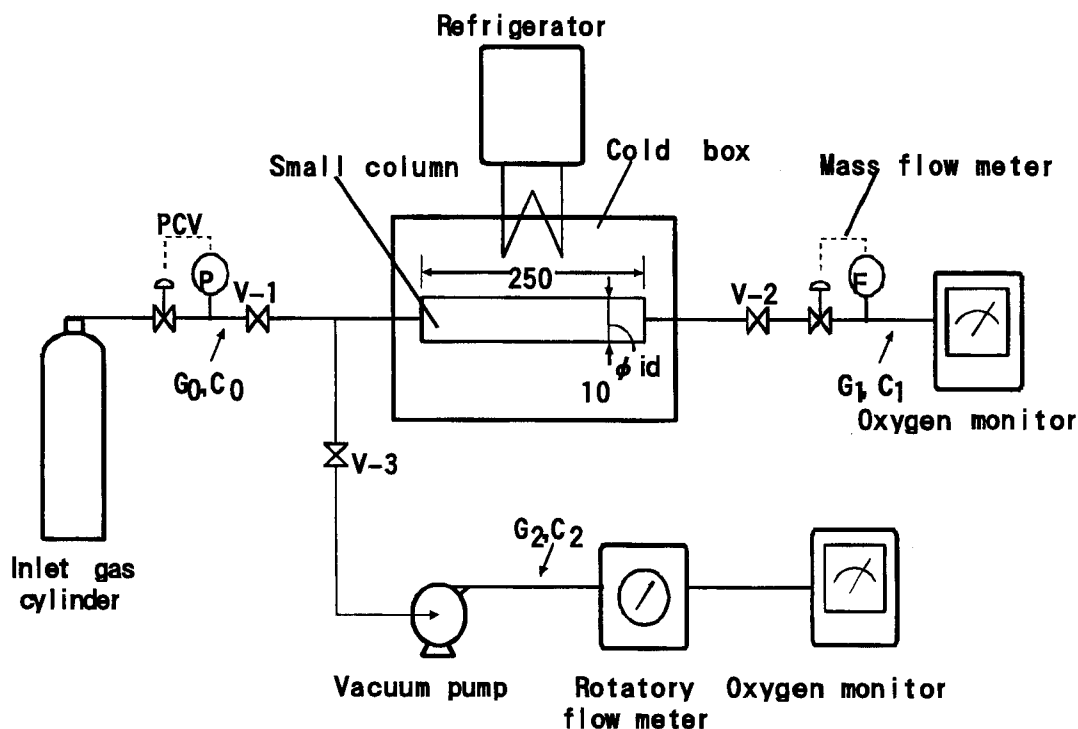 Refrigerator
Small column
Cold box
Mass flow meter
PCV
P
V-1
250
V-2
F
G0,C0
φ id
10
G1,C1
Oxygen monitor
V-3
G2,C2
Inlet gas
cylinder
Vacuum pump
Rotatory
flow meter
Oxygen monitor